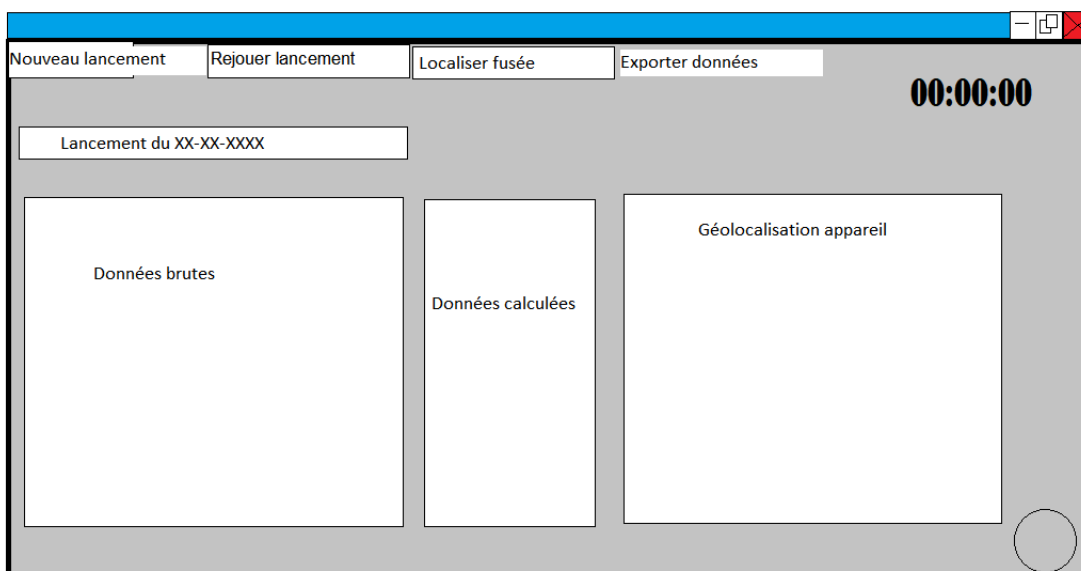 Nouveau lancement
Rejouer lancement
Localiser fusée
Exporter données
00:00:00
Lancement du XX-XX-XXXX
Données brutes
Données calculées
Géolocalisation appareil